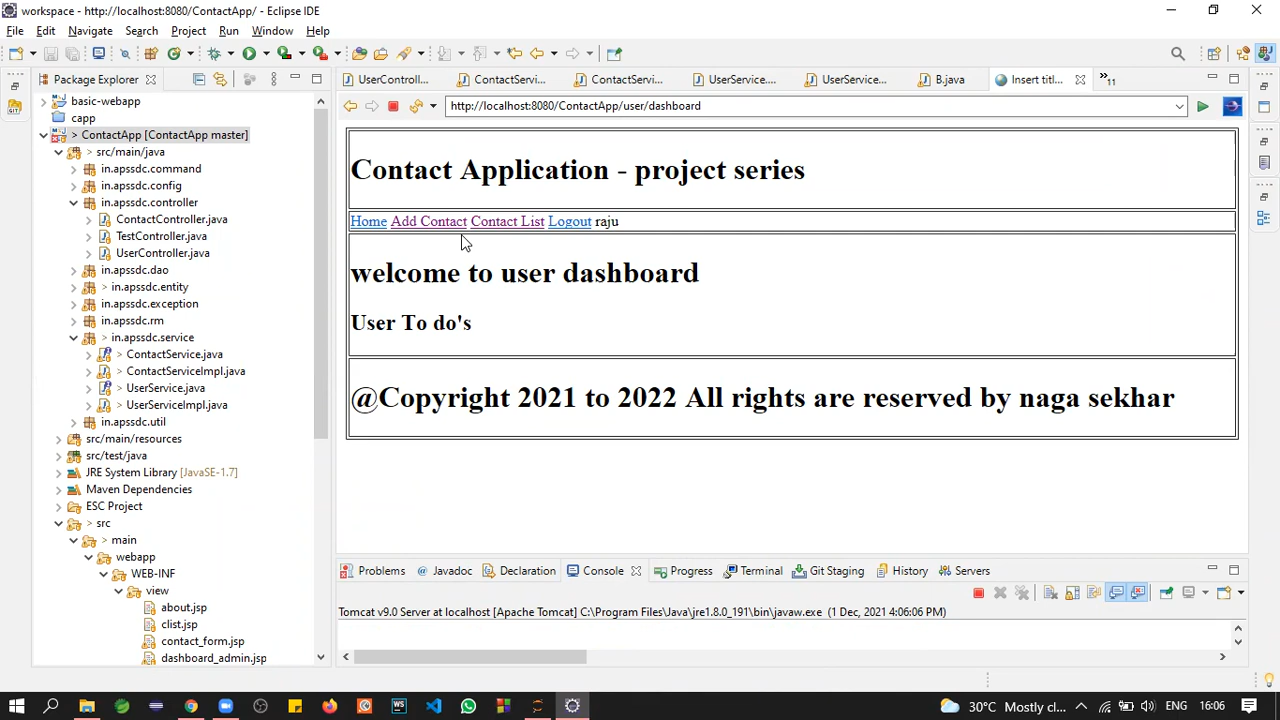 workspace - http://localhost:8080/ContactApp/ - Eclipse IDE
File Edit Navigate Search Project Run Window Help
Package Explorer
UserControll... ContactServi... ContactServi... UserService.... UserService... B.java Insert titl... 11
http://localhost:8080/ContactApp/user/dashboard
basic-webapp
capp
> ContactApp [ContactApp master]
> src/main/java
in.apssdc.command
in.apssdc.config
in.apssdc.controller
ContactController.java
TestController.java
UserController.java
in.apssdc.dao
> in.apssdc.entity
in.apssdc.exception
in.apssdc.rm
> in.apssdc.service
> ContactService.java
> ContactServiceImpl.java
> UserService.java
> UserServiceImpl.java
in.apssdc.util
src/main/resources
src/test/java
JRE System Library [JavaSE-1.7]
Maven Dependencies
ESC Project
> src
> main
webapp
WEB-INF
view
about.jsp
clist.jsp
contact_form.jsp
dashboard_admin.jsp
Contact Application - project series
Home Add Contact Contact List Logout raju
welcome to user dashboard
User To do's
@Copyright 2021 to 2022 All rights are reserved by naga sekhar
Problems Javadoc Declaration Console Progress Terminal Git Staging History Servers
Tomcat v9.0 Server at localhost [Apache Tomcat] C:\Program Files\Java\jre1.8.0_191\bin\javaw.exe (1 Dec, 2021 4:06:06 PM)
30°C Mostly cl... ENG 16:06